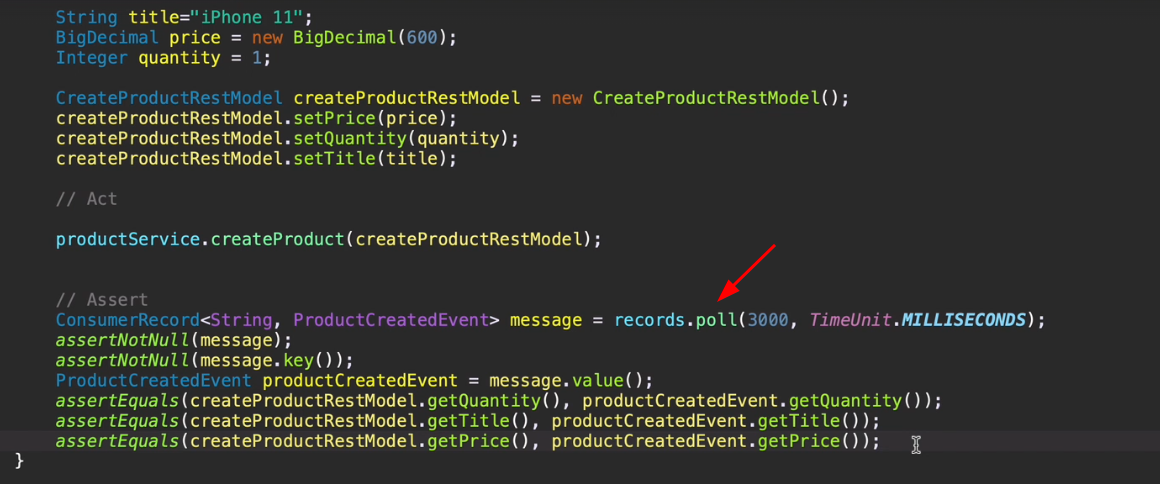 String title="iPhone 11";
BigDecimal price = new BigDecimal(600);
Integer quantity = 1;
CreateProductRestModel createProductRestModel = new CreateProductRestModel();
createProductRestModel.setPrice(price);
createProductRestModel.setQuantity(quantity);
createProductRestModel.setTitle(title);
// Act
productService.createProduct(createProductRestModel);
// Assert
ConsumerRecord<String, ProductCreatedEvent> message = records.poll(3000, TimeUnit.MILLISECONDS);
assertNotNull(message);
assertNotNull(message.key());
ProductCreatedEvent productCreatedEvent = message.value();
assertEquals(createProductRestModel.getQuantity(), productCreatedEvent.getQuantity());
assertEquals(createProductRestModel.getTitle(), productCreatedEvent.getTitle());
assertEquals(createProductRestModel.getPrice(), productCreatedEvent.getPrice());
}